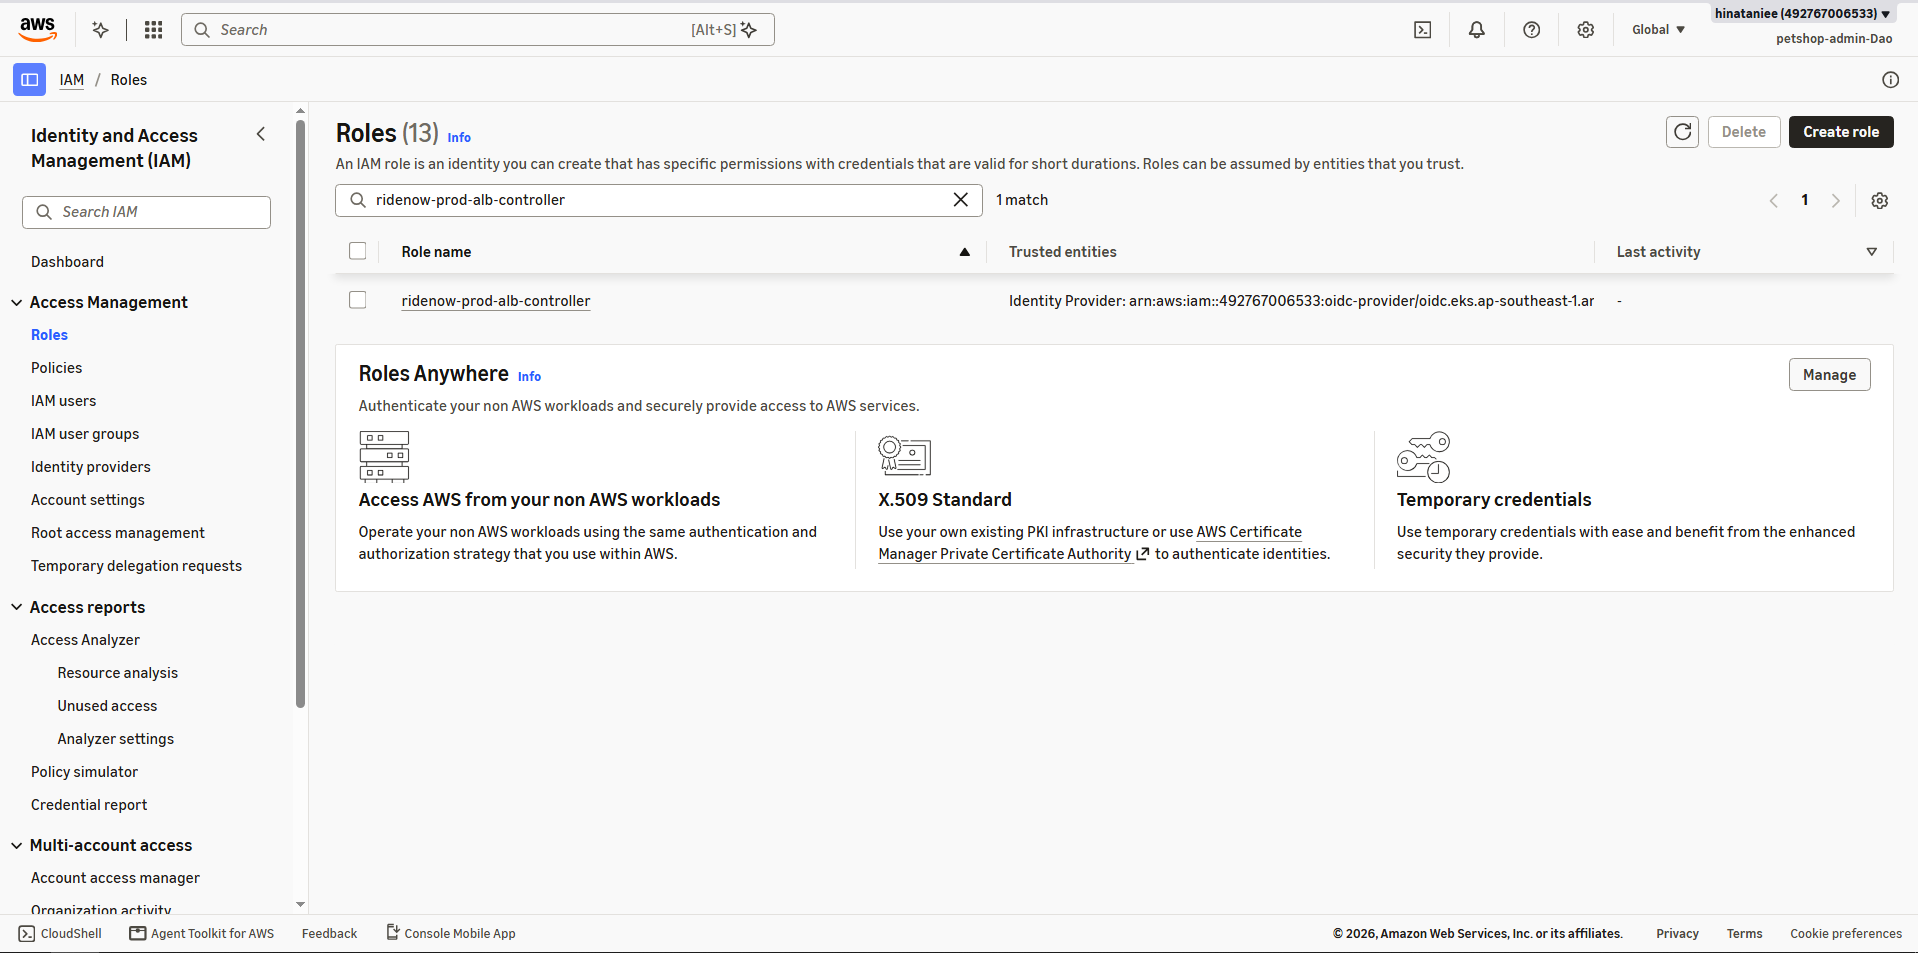 aws
Search
[Alt+S]
Global
hinataniee (492767006533)
petshop-admin-Dao
IAM / Roles
Identity and Access
Management (IAM)
Search IAM
Dashboard
Access Management
Roles
Policies
IAM users
IAM user groups
Identity providers
Account settings
Root access management
Temporary delegation requests
Access reports
Access Analyzer
Resource analysis
Unused access
Analyzer settings
Policy simulator
Credential report
Multi-account access
Account access manager
Organization activity
Roles (13) Info
Delete
Create role
An IAM role is an identity you can create that has specific permissions with credentials that are valid for short durations. Roles can be assumed by entities that you trust.
ridenow-prod-alb-controller
1 match
1
Role name
Trusted entities
Last activity
ridenow-prod-alb-controller
Identity Provider: arn:aws:iam::492767006533:oidc-provider/oidc.eks.ap-southeast-1.ar
-
Roles Anywhere Info
Manage
Authenticate your non AWS workloads and securely provide access to AWS services.
Access AWS from your non AWS workloads
Operate your non AWS workloads using the same authentication and
authorization strategy that you use within AWS.
X.509 Standard
Use your own existing PKI infrastructure or use AWS Certificate
Manager Private Certificate Authority to authenticate identities.
Temporary credentials
Use temporary credentials with ease and benefit from the enhanced
security they provide.
CloudShell
Agent Toolkit for AWS
Feedback
Console Mobile App
© 2026, Amazon Web Services, Inc. or its affiliates.
Privacy
Terms
Cookie preferences